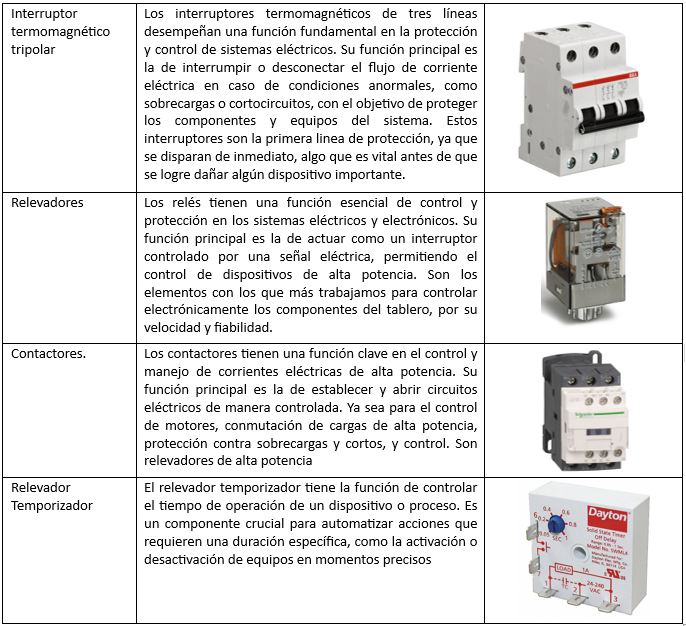 Interruptor
termomagnético
tripolar
Los interruptores termomagnéticos de tres líneas
desempeñan una función fundamental en la protección
y control de sistemas eléctricos. Su función principal es
la de interrumpir o desconectar el flujo de corriente
eléctrica en caso de condiciones anormales, como
sobrecargas o cortocircuitos, con el objetivo de proteger
los componentes y equipos del sistema. Estos
interruptores son la primera linea de protección, ya que
se disparan de inmediato, algo que es vital antes de que
se logre dañar algún dispositivo importante.
Relevadores
Los relés tienen una función esencial de control y
protección en los sistemas eléctricos y electrónicos. Su
función principal es la de actuar como un interruptor
controlado por una señal eléctrica, permitiendo el
control de dispositivos de alta potencia. Son los
elementos con los que más trabajamos para controlar
electrónicamente los componentes del tablero, por su
velocidad y fiabilidad.
Contactores.
Los contactores tienen una función clave en el control y
manejo de corrientes eléctricas de alta potencia. Su
función principal es la de establecer y abrir circuitos
eléctricos de manera controlada. Ya sea para el control
de motores, conmutación de cargas de alta potencia,
protección contra sobrecargas y cortos, y control. Son
relevadores de alta potencia
Schneider
Relevador
Temporizador
El relevador temporizador tiene la función de controlar
el tiempo de operación de un dispositivo o proceso. Es
un componente crucial para automatizar acciones que
requieren una duración específica, como la activación o
desactivación de equipos en momentos precisos
Dayton
Solid State Timer
Off Delay
0.4 0.6
6 0.2 0.8
0.05 1
SEC
LOAD 1A
24-240
VAC
1 2 3